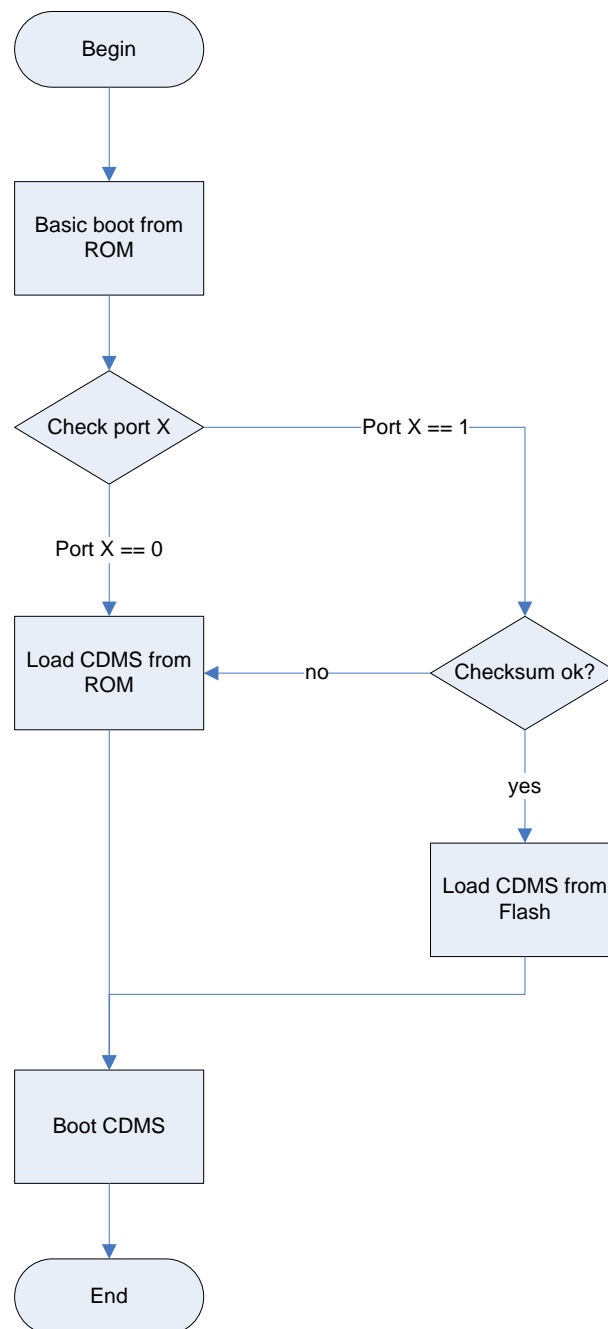 Begin
Basic boot from
ROM
Check port X
Port X == 1
Port X == 0
Load CDMS from
ROM
no
Checksum ok?
yes
Load CDMS from
Flash
Boot CDMS
End